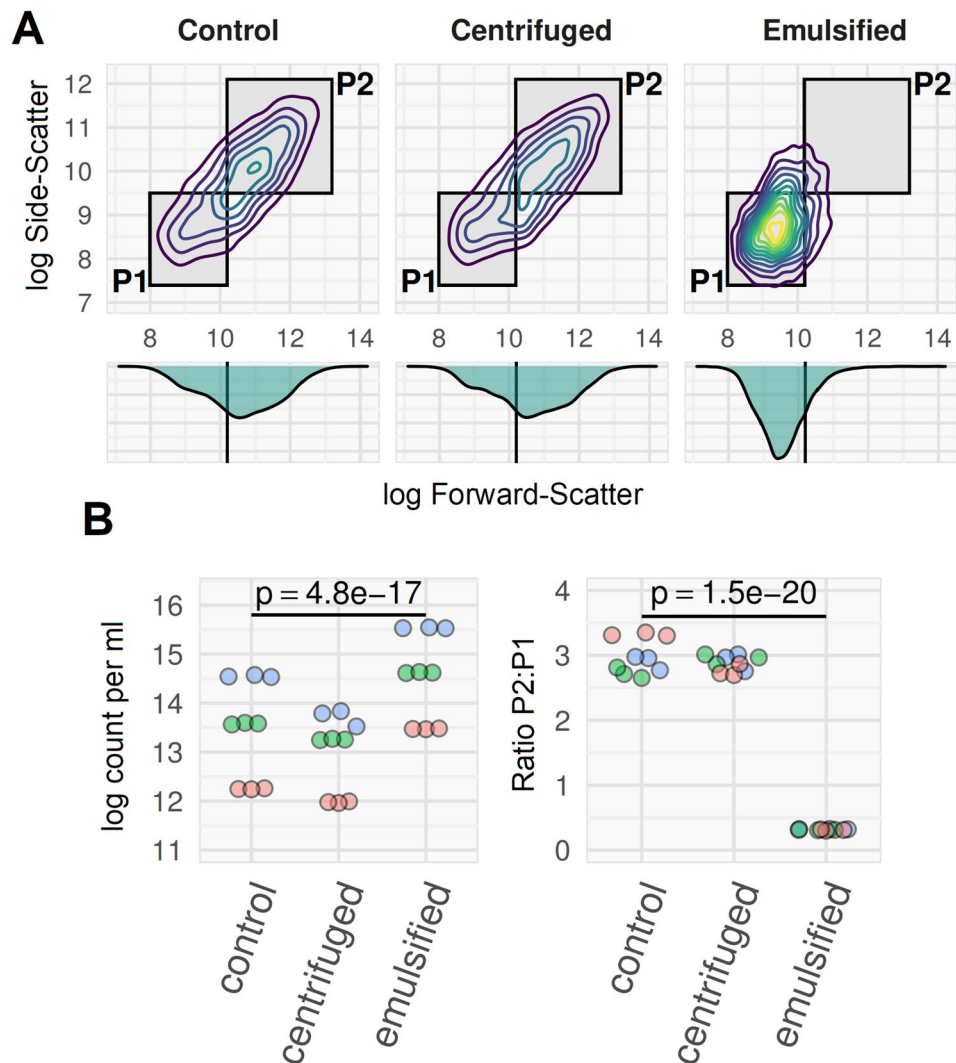 A
Control Centrifuged Emulsified
log Side-Scatter
12
11
10
9
8
7
P2
P1
P2
P1
P2
P1
8 10 12 14 8 10 12 14 8 10 12 14
log Forward-Scatter
B
log count per ml
16
15
14
13
12
11
p = 4.8e−17
control
centrifuged
emulsified
Ratio P2:P1
4
3
2
1
0
p = 1.5e−20
control
centrifuged
emulsified